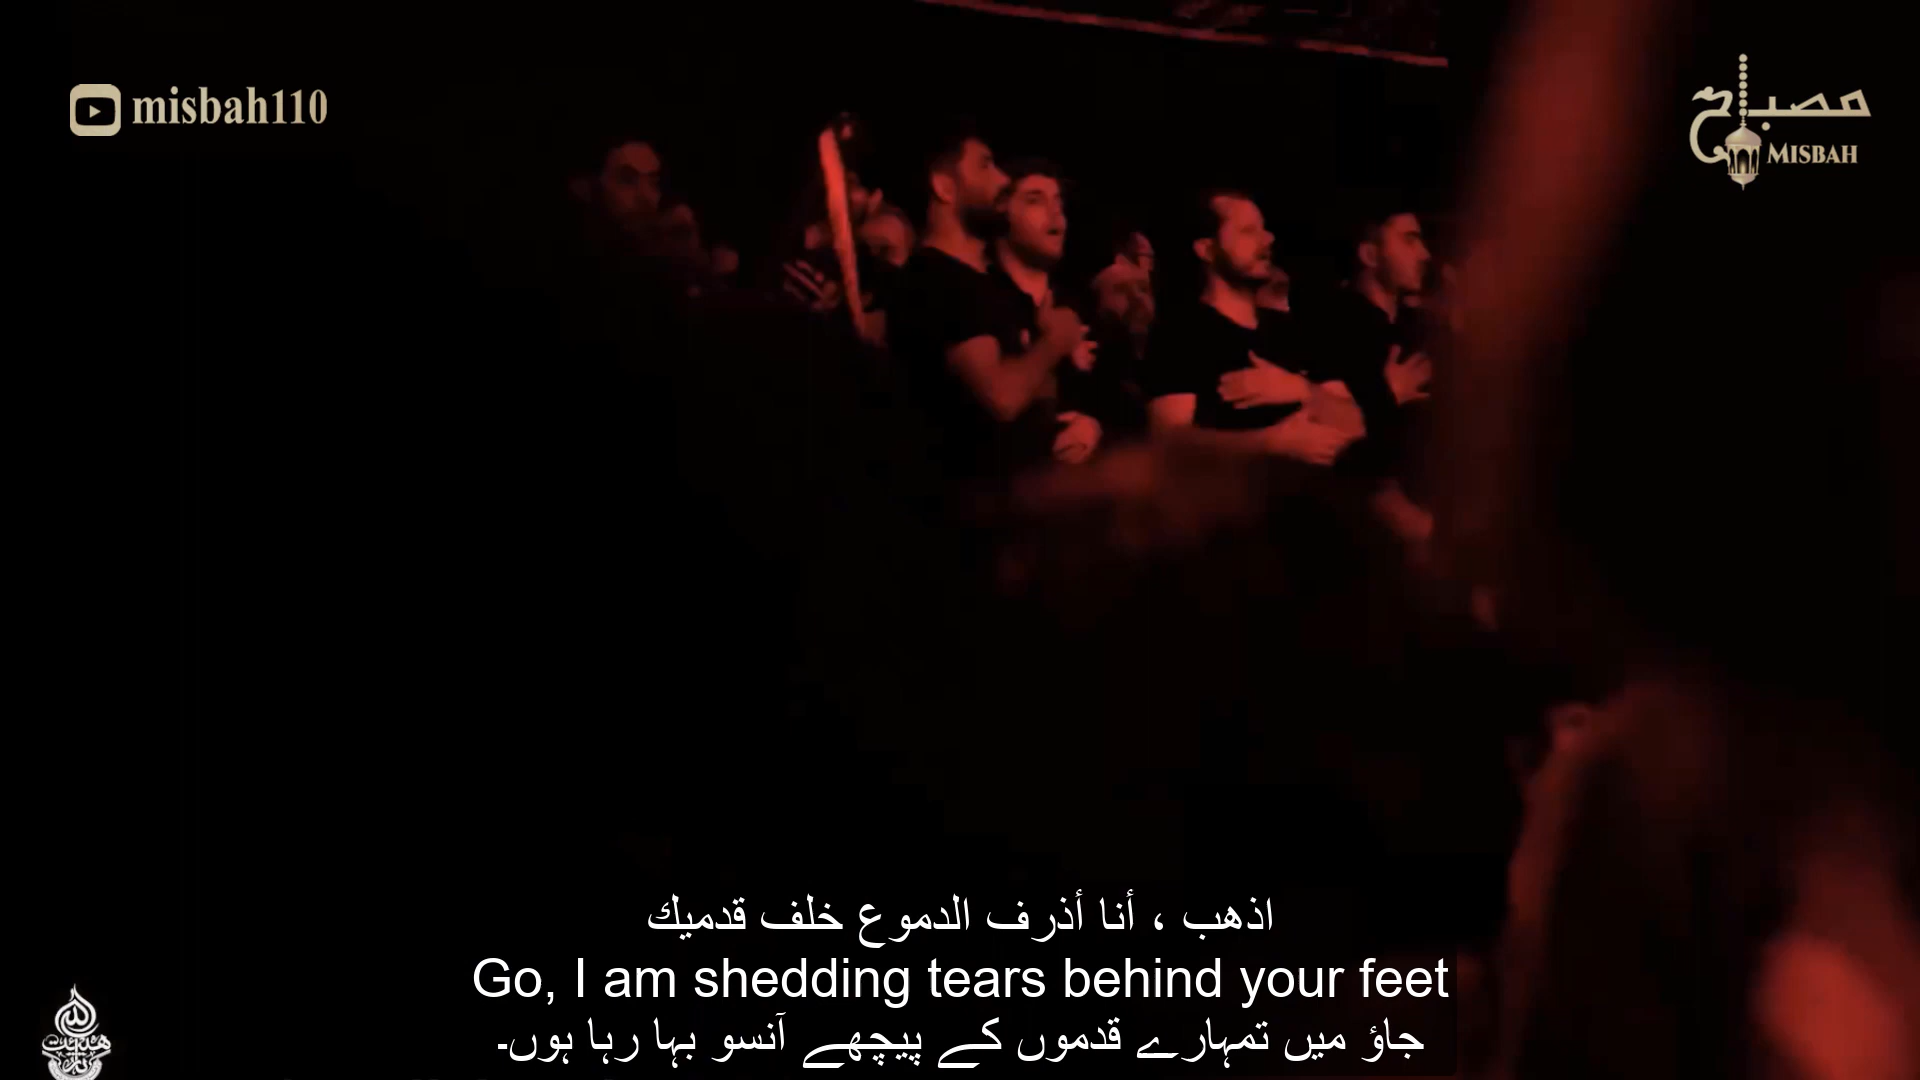 misbah110
مصباح
MISBAH
اذهب ، أنا أذرف الدموع خلف قدميك
Go, I am shedding tears behind your feet
جاؤ میں تمہارے قدموں کے پیچھے آنسو بہا رہا ہوں۔